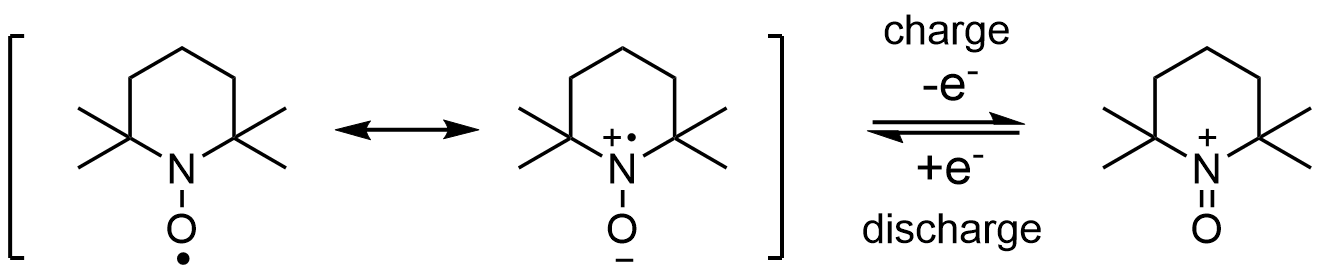 charge
-e⁻
+e⁻
discharge
N
O
•
+•
N
O
−
+
N
O